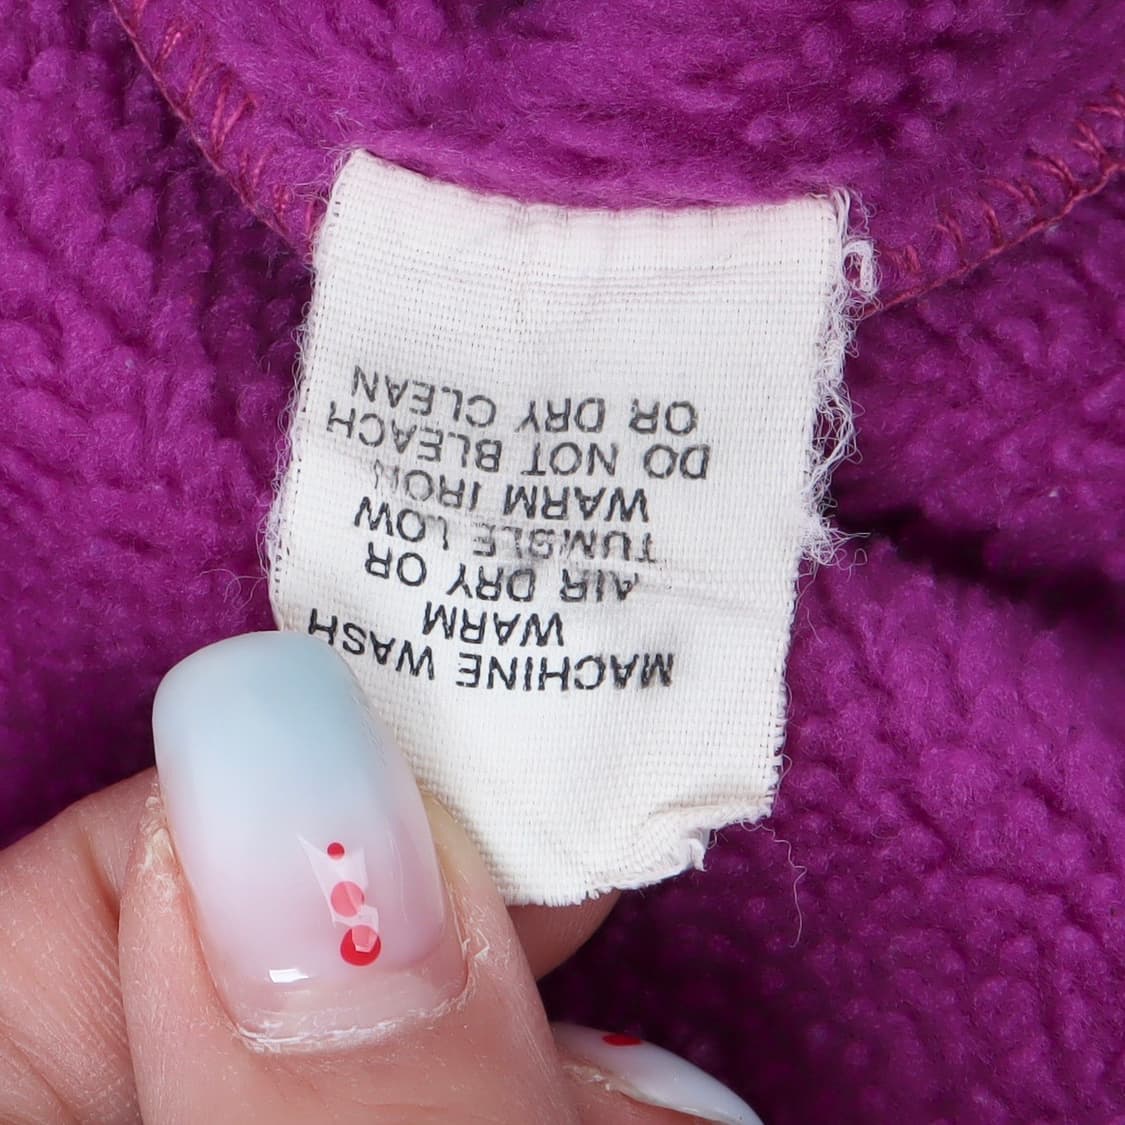 MACHINE WASH
WARM
AIR DRY OR
TUMBLE LOW
WARM IRON
DO NOT BLEACH
OR DRY CLEAN